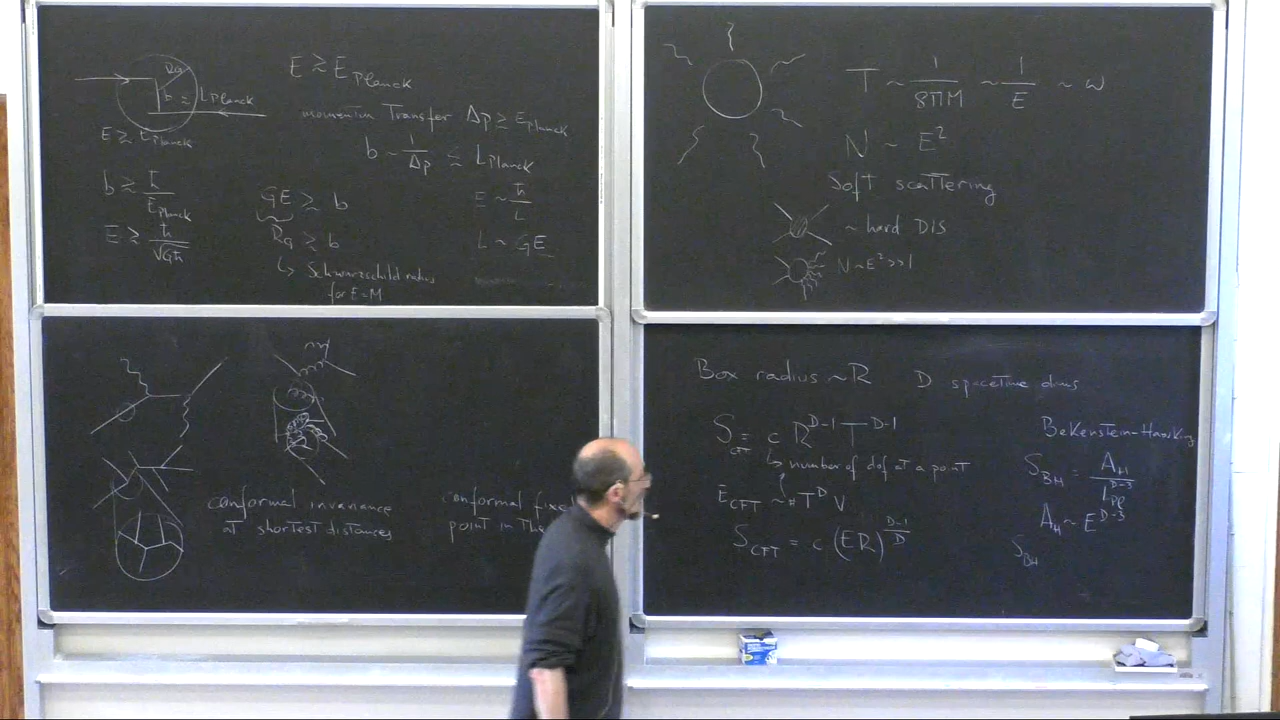 E ≳ E_Planck
R_g
b ≃ L_Planck
E ≳ E_Planck
momentum Transfer Δp ≥ E_Planck
b ~ 1/Δp ≲ L_Planck
b ≳ ħ/E_Planck
GE ≳ b
E ~ ħ/L
E ≳ ħ/√Għ
R_g ≳ b
L ~ GE
↳ Schwarzschild radius
for E=M
T ~ 1/8πM ~ 1/E ~ ω
N ~ E²
Soft scattering
~ hard DIS
N~E²>>1
conformal invariance
at shortest distances
conformal fixe
point in The
Box radius ~ R
D spacetime dims
S_CFT = c R^{D-1} T^{D-1}
↳ number of dof at a point
E_CFT ~ # T^D V
S_CFT = c (ER)^{(D-1)/D}
Bekenstein-Hawking
S_BH = A_H / L_Pl^{D-3}
A_H ~ E^{D-3}
S_BH